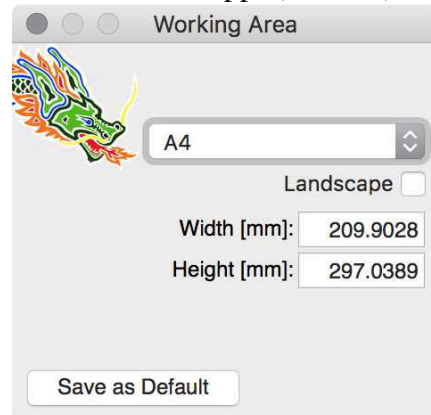 Working Area
A4
Landscape
Width [mm]: 209.9028
Height [mm]: 297.0389
Save as Default